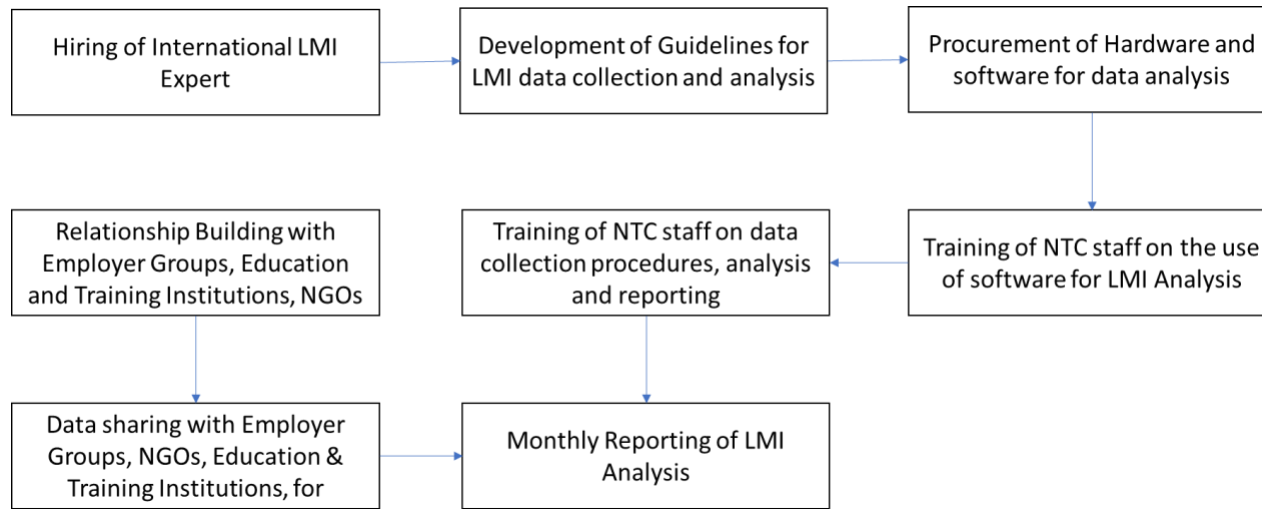 Hiring of International LMI
Expert
Development of Guidelines for
LMI data collection and analysis
Procurement of Hardware and
software for data analysis
Relationship Building with
Employer Groups, Education
and Training Institutions, NGOs
Training of NTC staff on data
collection procedures, analysis
and reporting
Training of NTC staff on the use
of software for LMI Analysis
Data sharing with Employer
Groups, NGOs, Education &
Training Institutions, for
Monthly Reporting of LMI
Analysis